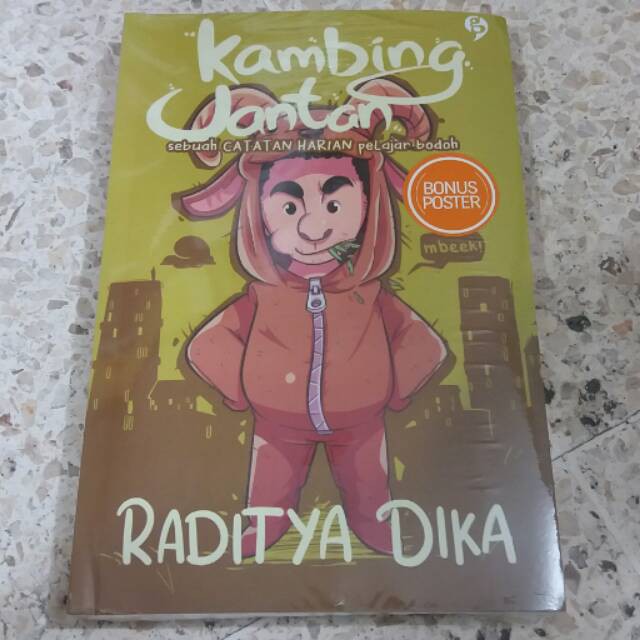 kambing
Jantan
sebuah CATATAN HARIAN peLajar bodoh
BONUS
POSTER
mbeek!
RADITYA DIKA